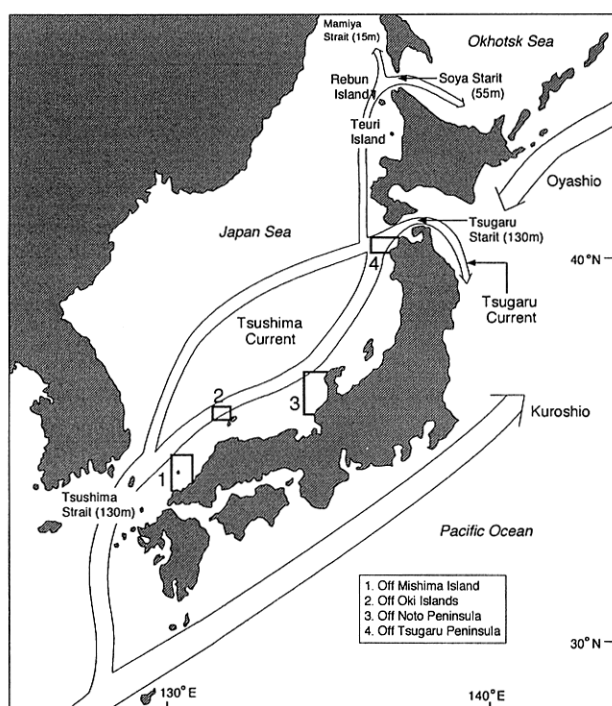 Mamiya
Strait (15m)
Okhotsk Sea
Rebun
Island
Soya Starit
(55m)
Teuri
Island
Oyashio
Japan Sea
Tsugaru
Starit (130m)
4
40°N
Tsugaru
Current
Tsushima
Current
2
3
Kuroshio
1
Tsushima
Strait (130m)
Pacific Ocean
1. Off Mishima Island
2. Off Oki Islands
3. Off Noto Peninsula
4. Off Tsugaru Peninsula
30°N
130°E
140°E